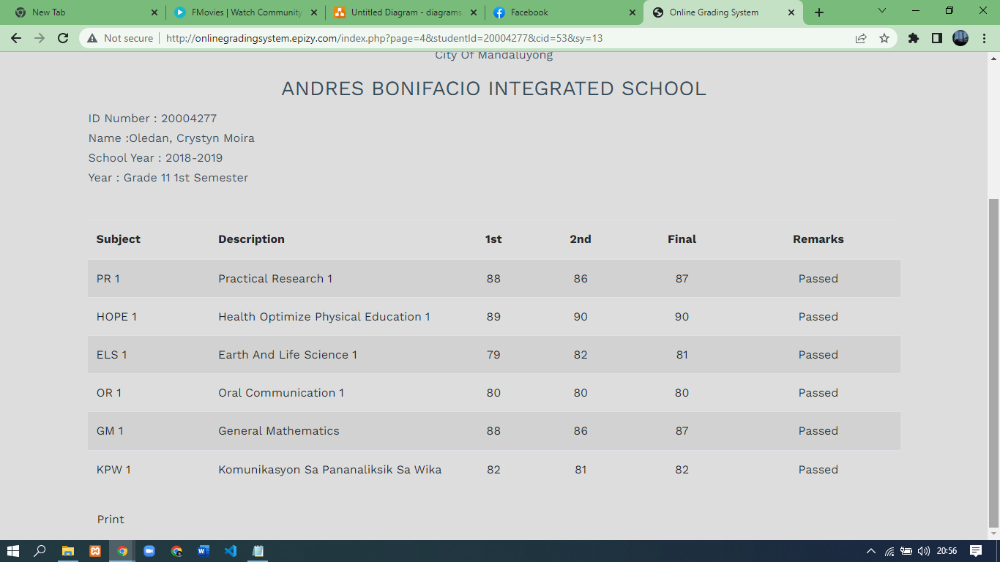 New Tab
FMovies | Watch Community
Untitled Diagram - diagrams.
Facebook
Online Grading System
Not secure | http://onlinegradingsystem.epizy.com/index.php?page=4&studentId=20004277&cid=53&sy=13
City Of Mandaluyong
ANDRES BONIFACIO INTEGRATED SCHOOL
ID Number : 20004277
Name :Oledan, Crystyn Moira
School Year : 2018-2019
Year : Grade 11 1st Semester
Subject Description 1st 2nd Final Remarks
PR 1 Practical Research 1 88 86 87 Passed
HOPE 1 Health Optimize Physical Education 1 89 90 90 Passed
ELS 1 Earth And Life Science 1 79 82 81 Passed
OR 1 Oral Communication 1 80 80 80 Passed
GM 1 General Mathematics 88 86 87 Passed
KPW 1 Komunikasyon Sa Pananaliksik Sa Wika 82 81 82 Passed
Print
20:56